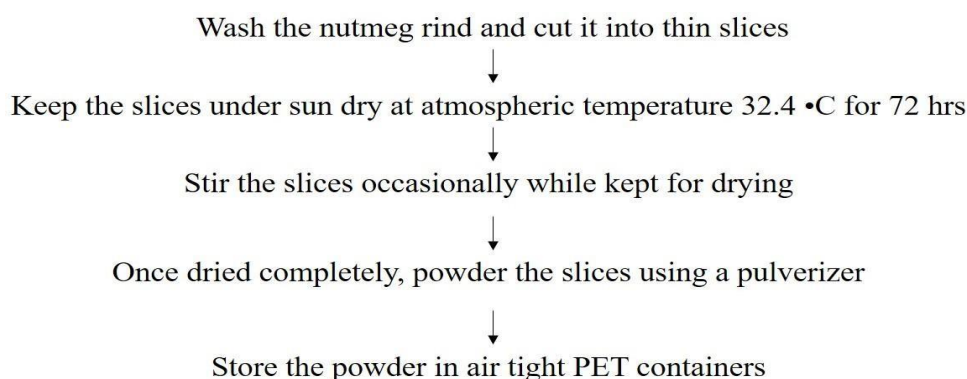 Wash the nutmeg rind and cut it into thin slices
Keep the slices under sun dry at atmospheric temperature 32.4 •C for 72 hrs
Stir the slices occasionally while kept for drying
Once dried completely, powder the slices using a pulverizer
Store the powder in air tight PET containers